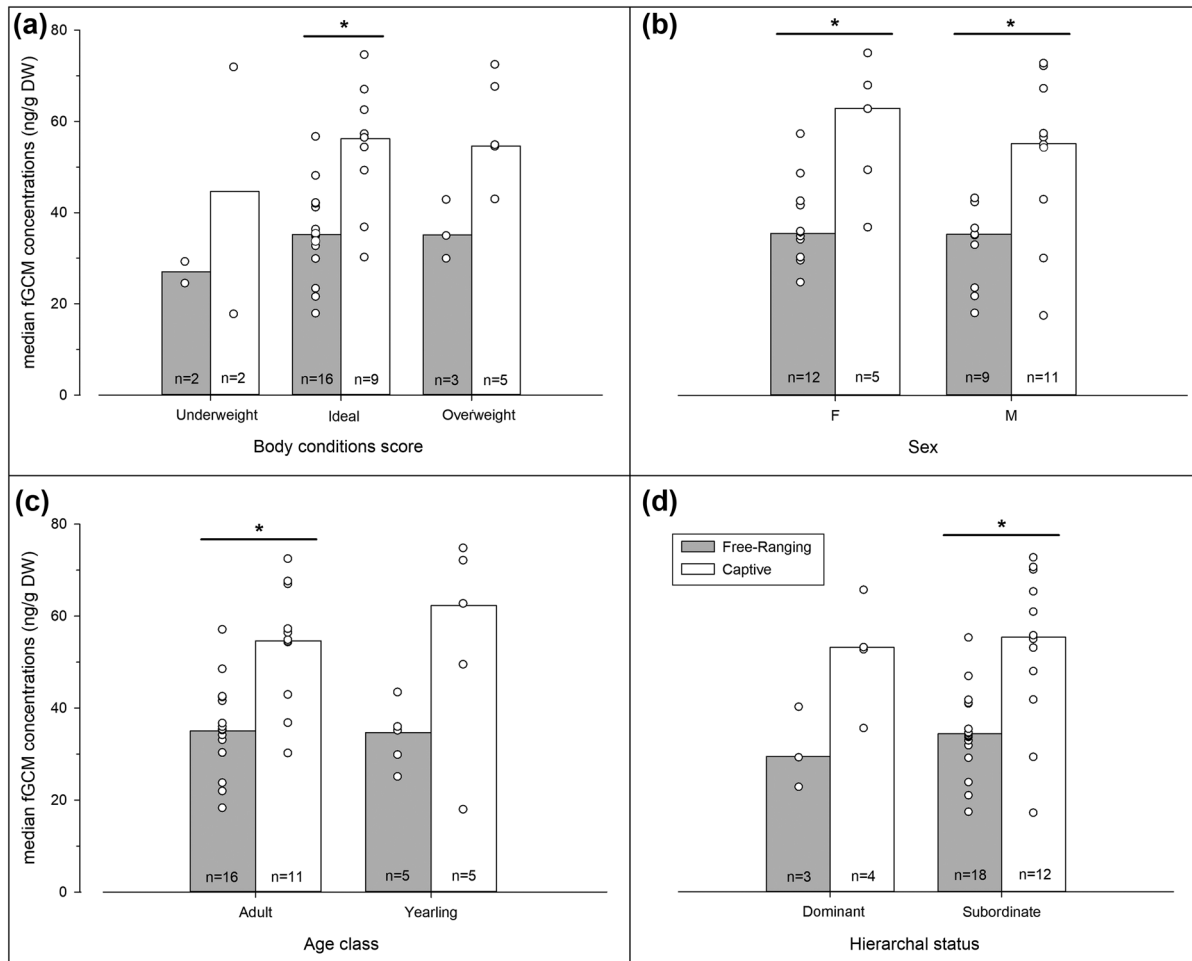 (a)
*
80
60
40
20
0
median fGCM concentrations (ng/g DW)
n=2 n=2 n=16 n=9 n=3 n=5
Underweight Ideal Overweight
Body conditions score
(b)
* *
n=12 n=5 n=9 n=11
F M
Sex
(c)
*
80
60
40
20
0
median fGCM concentrations (ng/g DW)
n=16 n=11 n=5 n=5
Adult Yearling
Age class
(d)
*
Free-Ranging
Captive
n=3 n=4 n=18 n=12
Dominant Subordinate
Hierarchal status